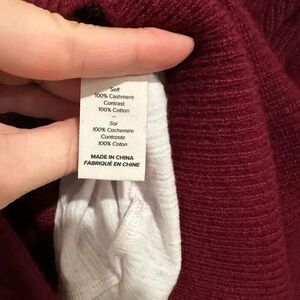 Self
100% Cashmere
Contrast
100% Cotton
–
Soi
100% Cachemire
Contraste
100% Coton
MADE IN CHINA
FABRIQUÉ EN CHINE